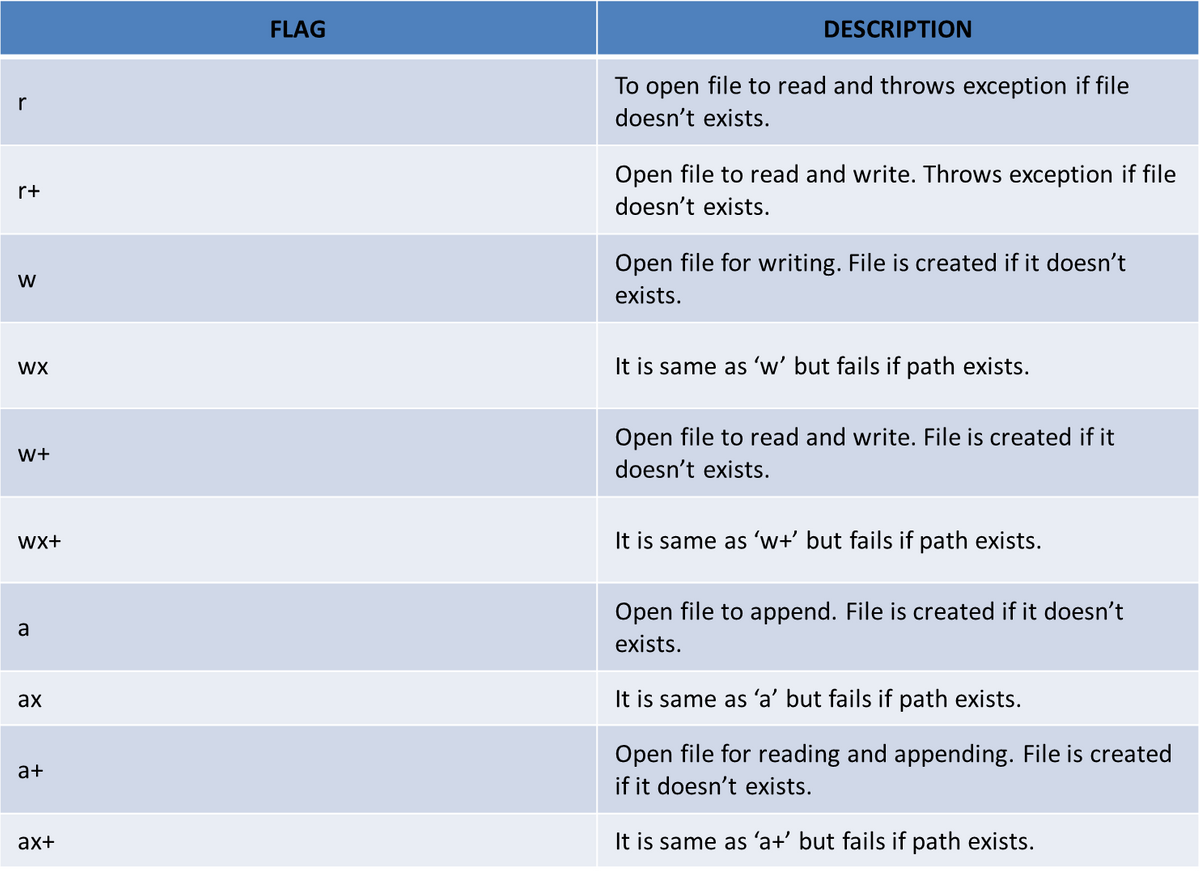 FLAG DESCRIPTION
r To open file to read and throws exception if file
doesn’t exists.
r+ Open file to read and write. Throws exception if file
doesn’t exists.
w Open file for writing. File is created if it doesn’t
exists.
wx It is same as ‘w’ but fails if path exists.
w+ Open file to read and write. File is created if it
doesn’t exists.
wx+ It is same as ‘w+’ but fails if path exists.
a Open file to append. File is created if it doesn’t
exists.
ax It is same as ‘a’ but fails if path exists.
a+ Open file for reading and appending. File is created
if it doesn’t exists.
ax+ It is same as ‘a+’ but fails if path exists.